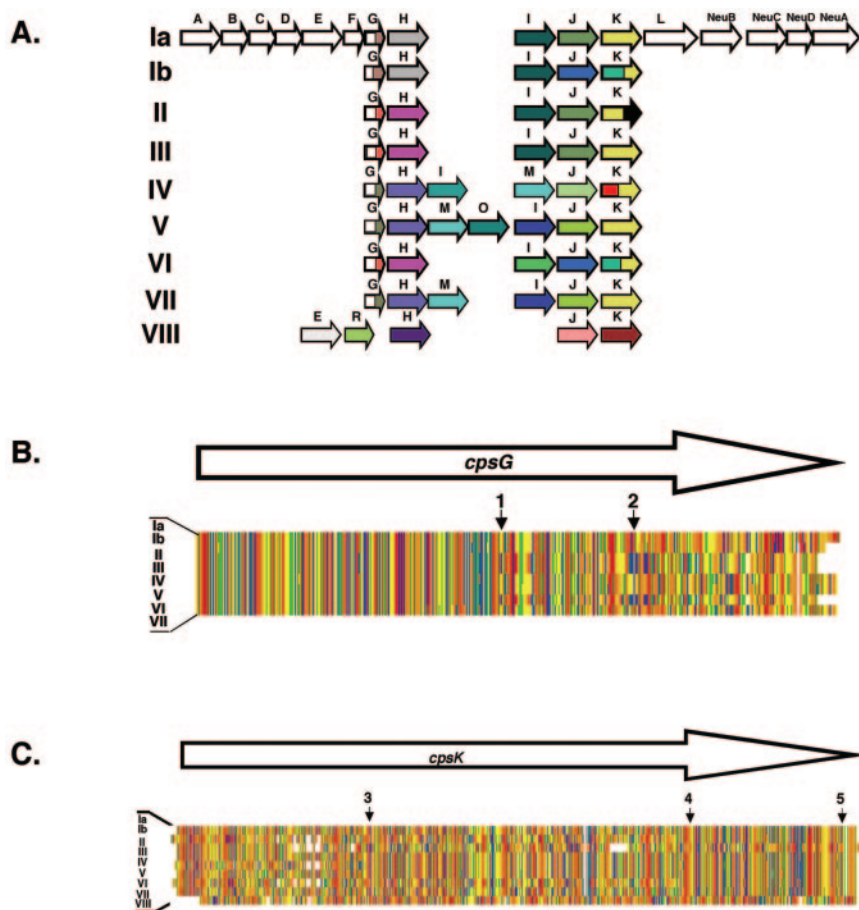 A.
A B C D E F G H I J K L NeuB NeuC NeuD NeuA
Ia
G H I J K
Ib
G H I J K
II
G H I J K
III
G H I M J K
IV
G H M O I J K
V
G H I J K
VI
G H M I J K
VII
E R H J K
VIII
B.
cpsG
1 2
Ia
Ib
II
III
IV
V
VI
VII
C.
cpsK
3 4 5
Ia
Ib
II
III
IV
V
VI
VII
VIII